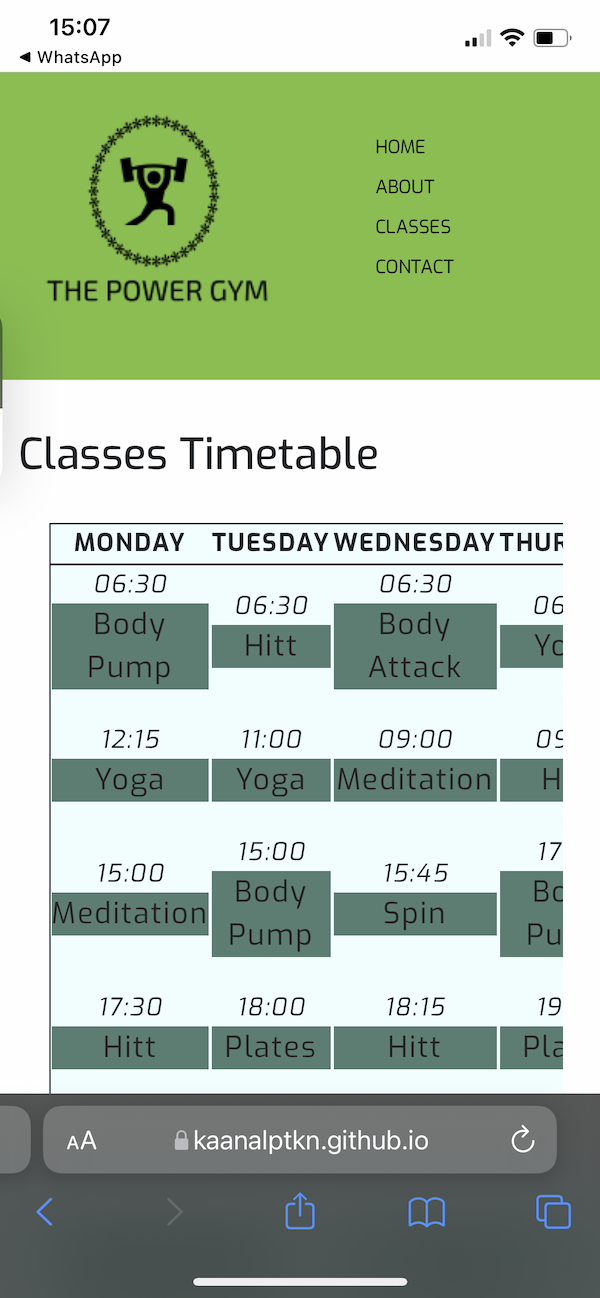 15:07
WhatsApp
THE POWER GYM
HOME
ABOUT
CLASSES
CONTACT
Classes Timetable
MONDAY TUESDAY WEDNESDAY THUR
06:30 06:30 06:30 06
Body Pump Hitt Body Attack Yo
12:15 11:00 09:00 09
Yoga Yoga Meditation H
15:00 15:00 15:45 17
Meditation Body Pump Spin Bo Pu
17:30 18:00 18:15 19
Hitt Plates Hitt Pla
AA kaanalptkn.github.io